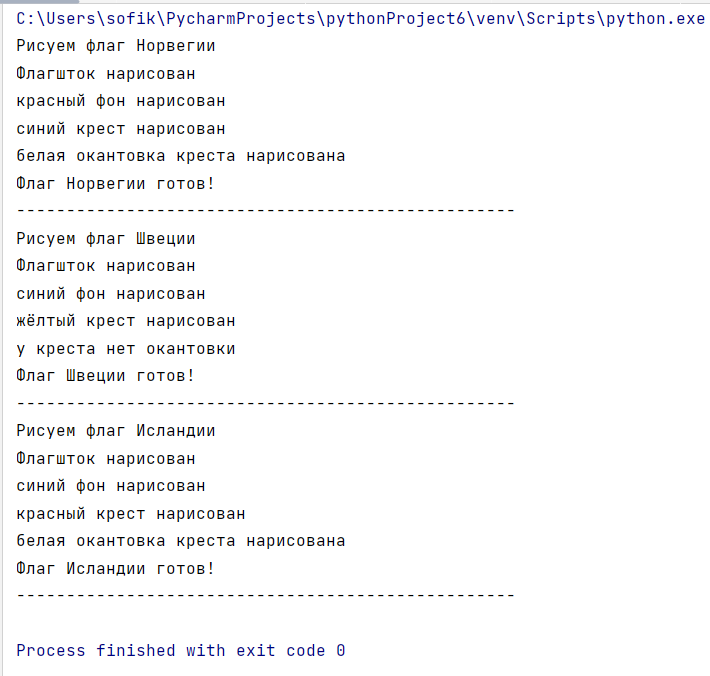 C:\Users\sofik\PycharmProjects\pythonProject6\venv\Scripts\python.exe
Рисуем флаг Норвегии
Флагшток нарисован
красный фон нарисован
синий крест нарисован
белая окантовка креста нарисована
Флаг Норвегии готов!
--------------------------------------------------
Рисуем флаг Швеции
Флагшток нарисован
синий фон нарисован
жёлтый крест нарисован
у креста нет окантовки
Флаг Швеции готов!
--------------------------------------------------
Рисуем флаг Исландии
Флагшток нарисован
синий фон нарисован
красный крест нарисован
белая окантовка креста нарисована
Флаг Исландии готов!
--------------------------------------------------
Process finished with exit code 0